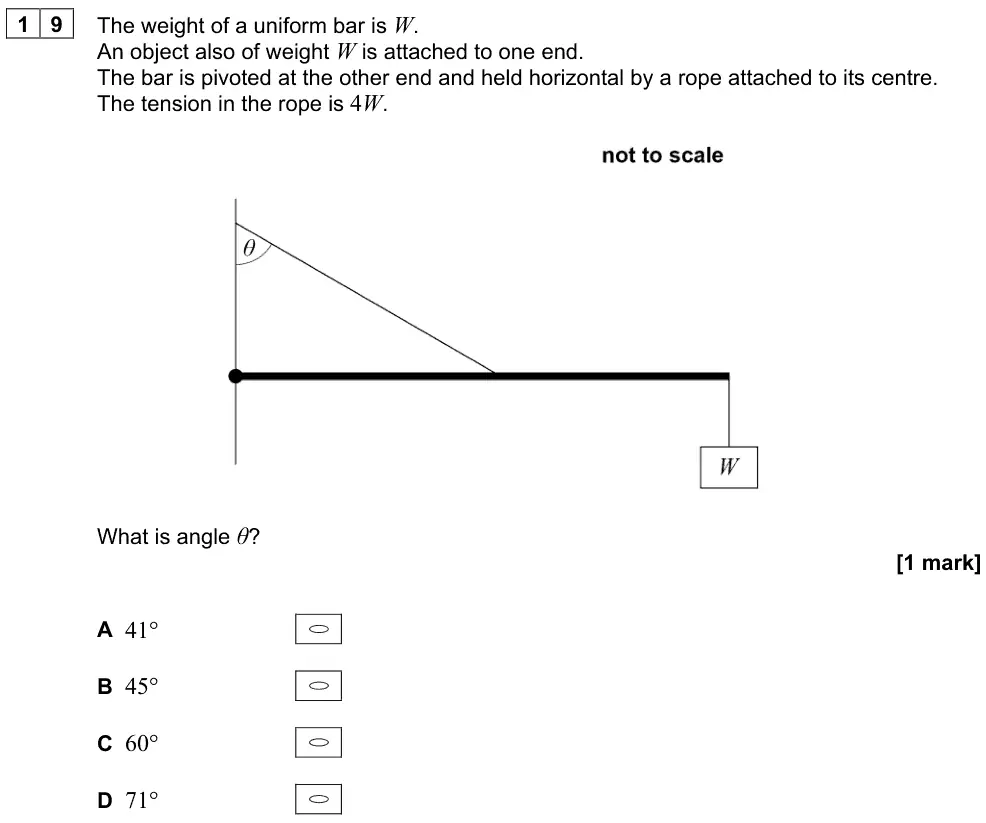 1 9 The weight of a uniform bar is W.
An object also of weight W is attached to one end.
The bar is pivoted at the other end and held horizontal by a rope attached to its centre.
The tension in the rope is 4W.
not to scale
θ
W
What is angle θ?
[1 mark]
A 41°
B 45°
C 60°
D 71°